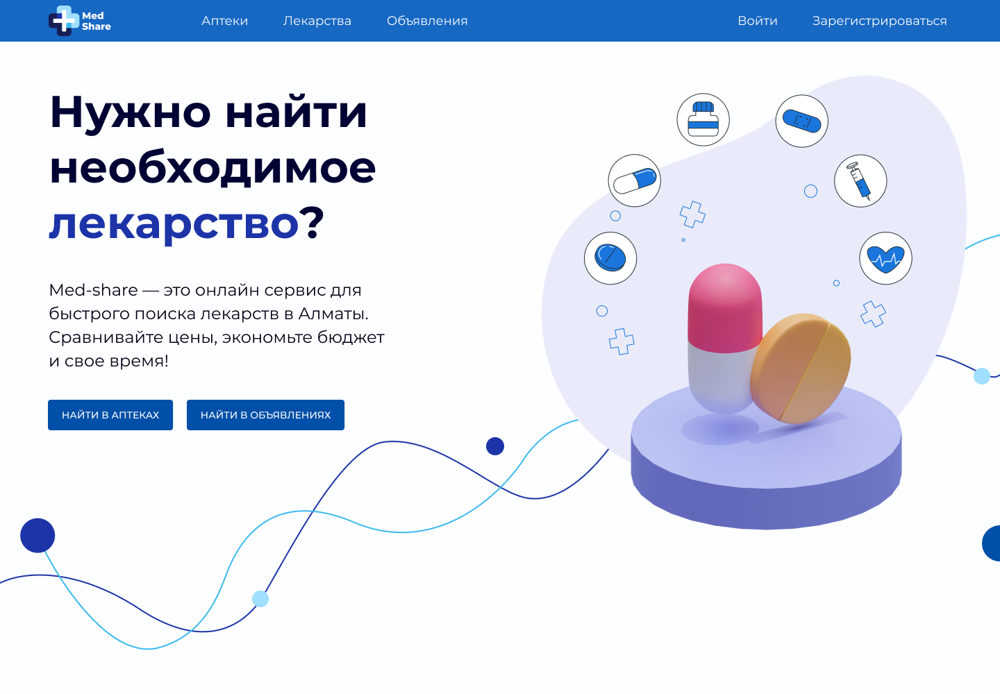 Med
Share
Аптеки Лекарства Объявления Войти Зарегистрироваться
Нужно найти
необходимое
лекарство?
Med-share — это онлайн сервис для
быстрого поиска лекарств в Алматы.
Сравнивайте цены, экономьте бюджет
и свое время!
НАЙТИ В АПТЕКАХ НАЙТИ В ОБЪЯВЛЕНИЯХ